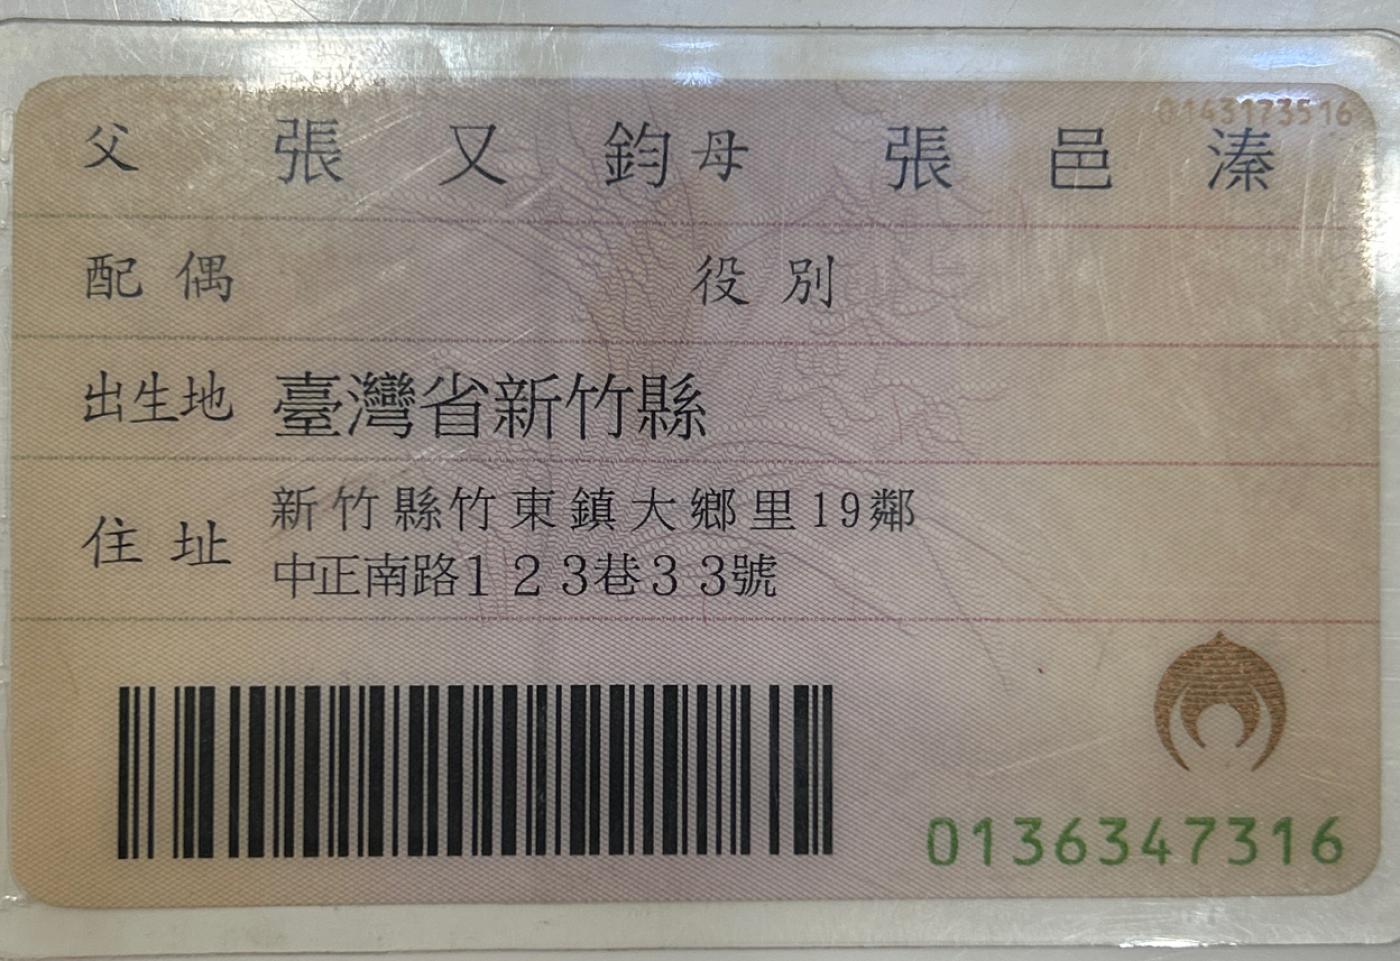 0143173516
父 張又鈞 母 張邑溱
配偶 役別
出生地 臺灣省新竹縣
住址 新竹縣竹東鎮大鄉里19鄰
中正南路123巷33號
0136347316